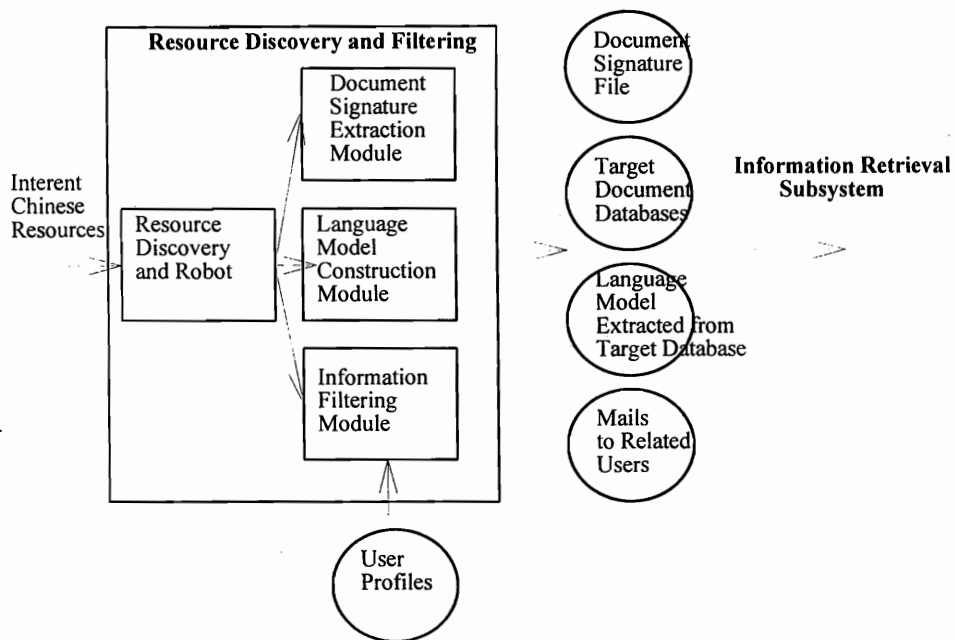 Resource Discovery and Filtering
Document
Signature
Extraction
Module
Interent
Chinese
Resources
Resource
Discovery
and Robot
Language
Model
Construction
Module
Information
Filtering
Module
User
Profiles
Document
Signature
File
Target
Document
Databases
Language
Model
Extracted from
Target Database
Mails
to Related
Users
Information Retrieval
Subsystem